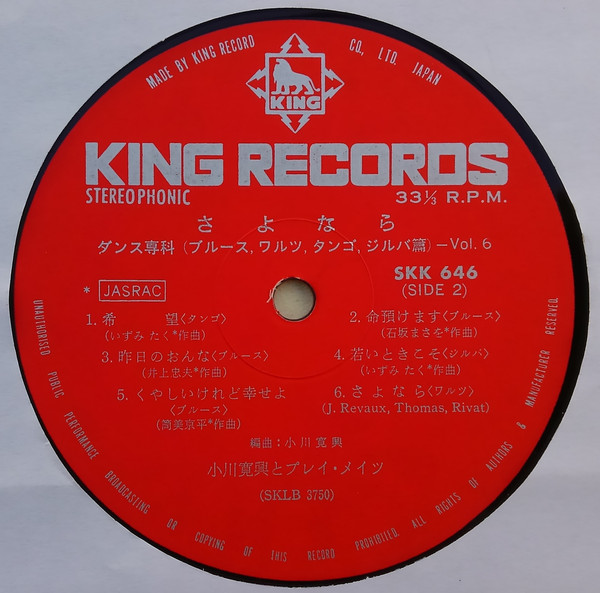 MADE BY KING RECORD CO., LTD. JAPAN
KING
KING RECORDS
STEREOPHONIC
33⅓ R.P.M.
さよなら
ダンス専科(ブルース,ワルツ,タンゴ,ジルバ篇)−Vol. 6
SKK 646
* JASRAC
(SIDE 2)
1. 希望〈タンゴ〉
(いずみ たく*作曲)
2. 命預けます〈ブルース〉
(石坂まさを*作曲)
3. 昨日のおんな〈ブルース〉
(井上忠夫*作曲)
4. 若いときこそ〈ジルバ〉
(いずみ たく*作曲)
5. くやしいけれど幸せよ
〈ブルース〉
(筒美京平*作曲)
6. さよなら〈ワルツ〉
(J. Revaux, Thomas, Rivat)
編曲:小川寛興
小川寛興とプレイ・メイツ
(SKLB 3750)
UNAUTHORISED PUBLIC PERFORMANCE BROADCASTING OR COPYING OF THIS RECORD PROHIBITED. ALL RIGHTS OF AUTHORS & MANUFACTURER RESERVED.